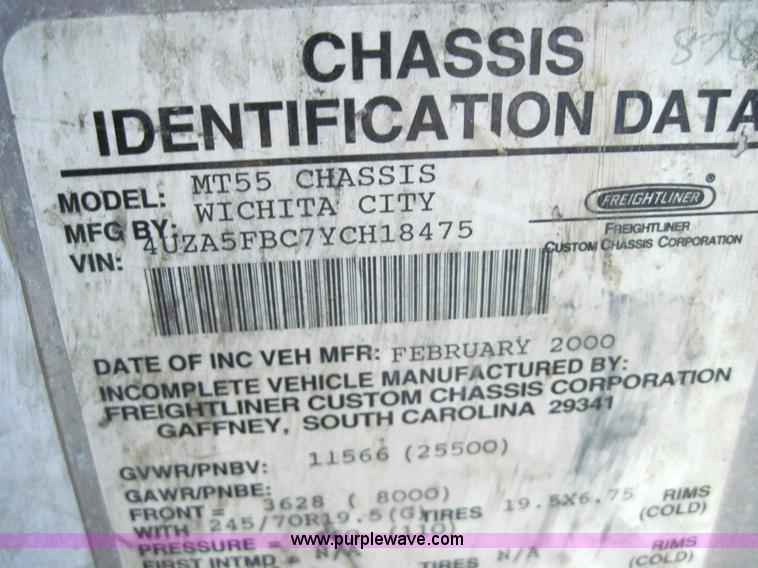 878
CHASSIS
IDENTIFICATION DATA
MODEL: MT55 CHASSIS
MFG BY: WICHITA CITY
VIN: 4UZA5FBC7YCH18475
FREIGHTLINER ®
FREIGHTLINER
CUSTOM CHASSIS CORPORATION
DATE OF INC VEH MFR: FEBRUARY 2000
INCOMPLETE VEHICLE MANUFACTURED BY:
FREIGHTLINER CUSTOM CHASSIS CORPORATION
GAFFNEY, SOUTH CAROLINA 29341
GVWR/PNBV: 11566 (25500)
GAWR/PNBE:
FRONT = 3628 ( 8000)
WITH 245/70R19.5(G) TIRES 19.5X6.75 RIMS
PRESSURE = (110) (COLD)
www.purplewave.com
FIRST INTMD = N/A
TIRES N/A RIMS
(COLD)